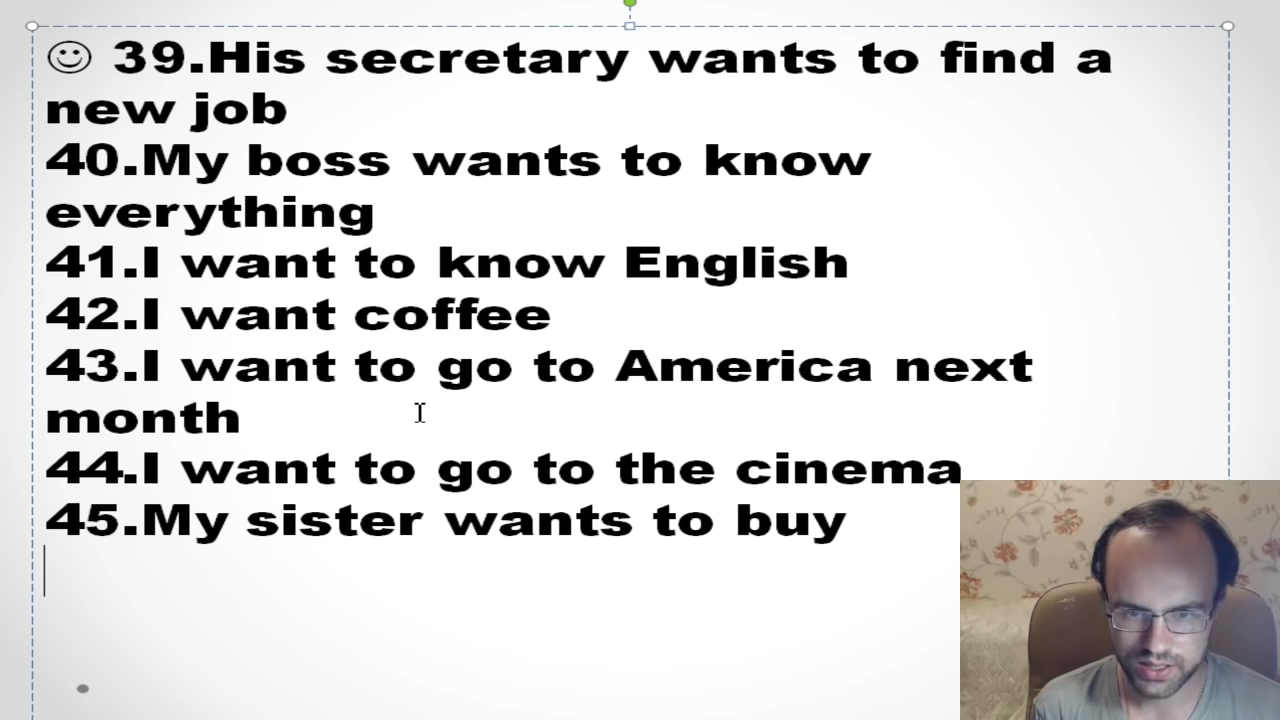 ☺ 39.His secretary wants to find a
new job
40.My boss wants to know
everything
41.I want to know English
42.I want coffee
43.I want to go to America next
month
44.I want to go to the cinema
45.My sister wants to buy